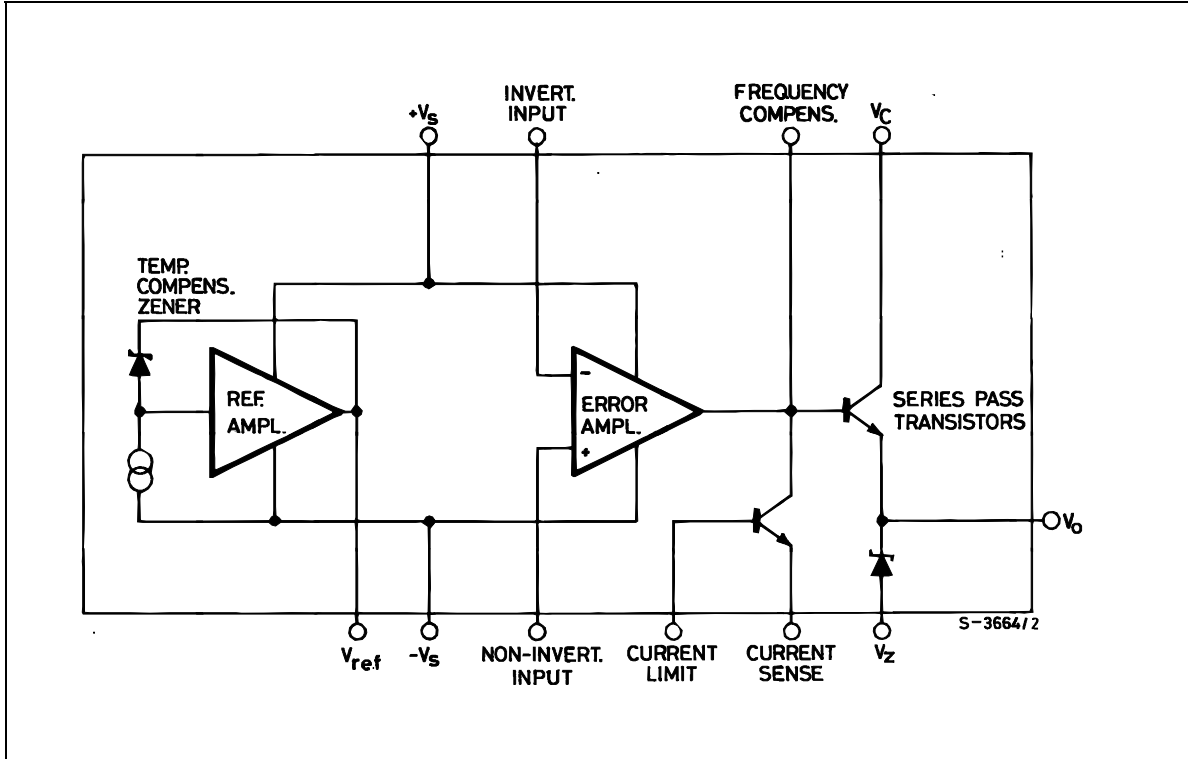 +Vs
INVERT.
INPUT
FREQUENCY
COMPENS.
VC
TEMP.
COMPENS.
ZENER
REF.
AMPL.
-
ERROR
AMPL.
+
SERIES PASS
TRANSISTORS
Vo
S-3664/2
Vref
-Vs
NON-INVERT.
INPUT
CURRENT
LIMIT
CURRENT
SENSE
VZ